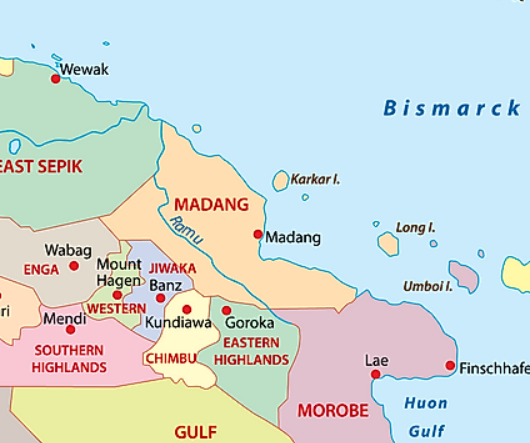 Wewak
Bismarck
EAST SEPIK
Karkar I.
MADANG
Ramu
Madang
Long I.
Wabag
ENGA
Mount
Hagen
JIWAKA
Banz
Umboi I.
ri
Mendi
WESTERN
Kundiawa
Goroka
SOUTHERN
HIGHLANDS
CHIMBU
EASTERN
HIGHLANDS
Lae
Finschhafe
MOROBE
Huon
Gulf
GULF